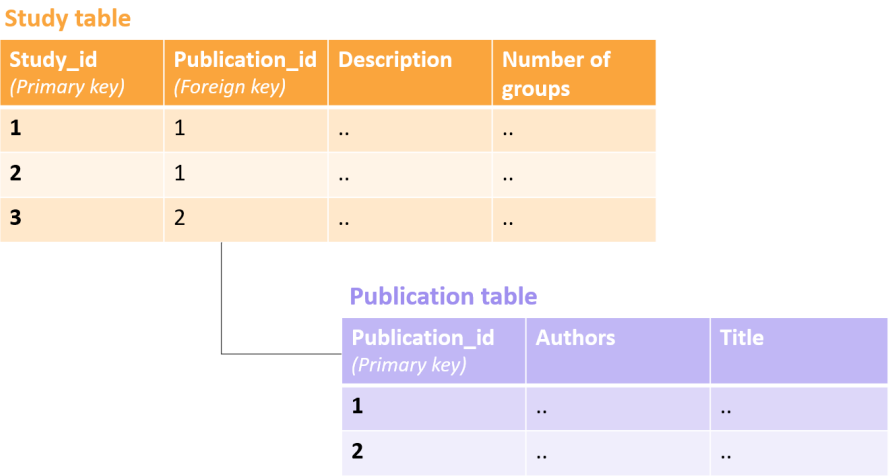 Study table
Study_id Publication_id Description Number of
(Primary key) (Foreign key) groups
1 1 .. ..
2 1 .. ..
3 2 .. ..
Publication table
Publication_id Authors Title
(Primary key)
1 .. ..
2 .. ..